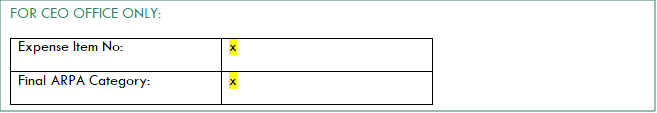 FOR CEO OFFICE ONLY:
Expense Item No: x
Final ARPA Category: x